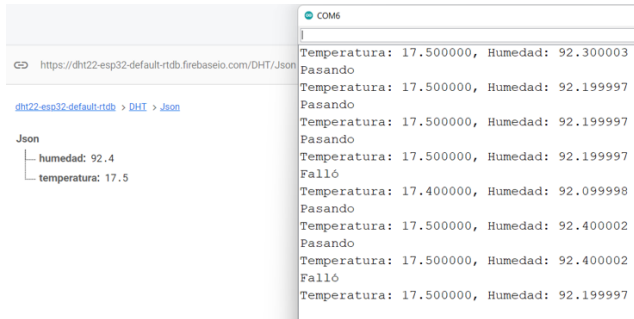 https://dht22-esp32-default-rtdb.firebaseio.com/DHT/Json
dht22-esp32-default-rtdb > DHT > Json
Json
humedad: 92.4
temperatura: 17.5
COM6
Temperatura: 17.500000, Humedad: 92.300003
Pasando
Temperatura: 17.500000, Humedad: 92.199997
Pasando
Temperatura: 17.500000, Humedad: 92.199997
Pasando
Temperatura: 17.500000, Humedad: 92.199997
Falló
Temperatura: 17.400000, Humedad: 92.099998
Pasando
Temperatura: 17.500000, Humedad: 92.400002
Pasando
Temperatura: 17.500000, Humedad: 92.400002
Falló
Temperatura: 17.500000, Humedad: 92.199997